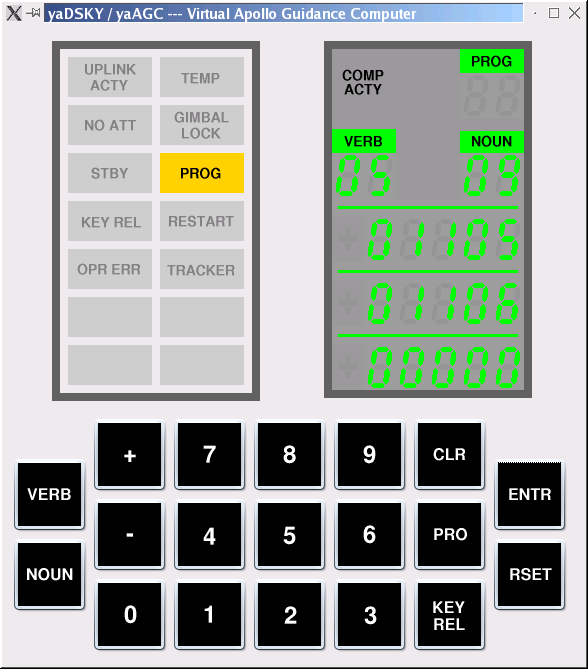 yaDSKY / yaAGC --- Virtual Apollo Guidance Computer
UPLINK
ACTY
TEMP
NO ATT
GIMBAL
LOCK
STBY
PROG
KEY REL
RESTART
OPR ERR
TRACKER
COMP
ACTY
PROG
VERB
NOUN
05
09
01105
01106
00000
+
7
8
9
CLR
VERB
ENTR
-
4
5
6
PRO
NOUN
RSET
0
1
2
3
KEY
REL